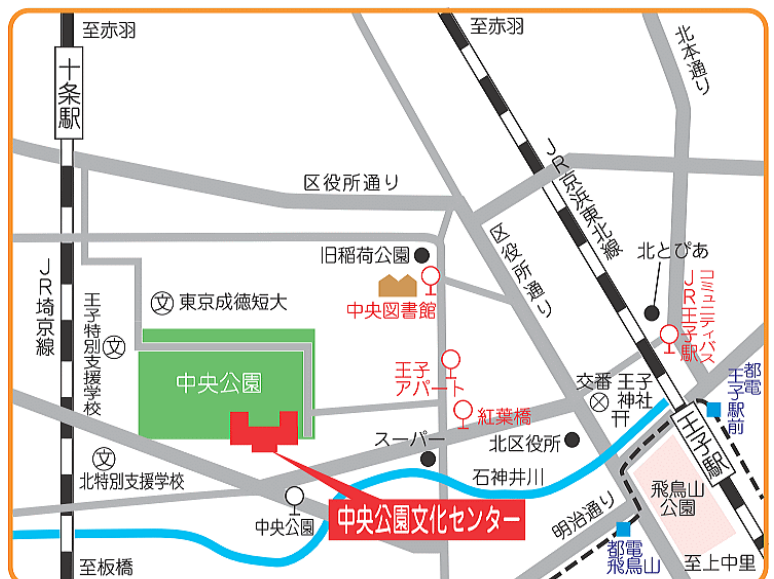 至赤羽
十条駅
JR埼京線
至板橋
区役所通り
至赤羽
JR京浜東北線
北本通り
区役所通り
旧稲荷公園
中央図書館
東京成徳短大
文
王子特別支援学校
文
中央公園
王子
アパート
紅葉橋
スーパー
文
北特別支援学校
中央公園
中央公園文化センター
北とぴあ
コミュニティバス
JR王子駅
交番
王子
神社
北区役所
石神井川
都電
王子駅前
王子駅
飛鳥山
公園
明治通り
都電
飛鳥山
至上中里